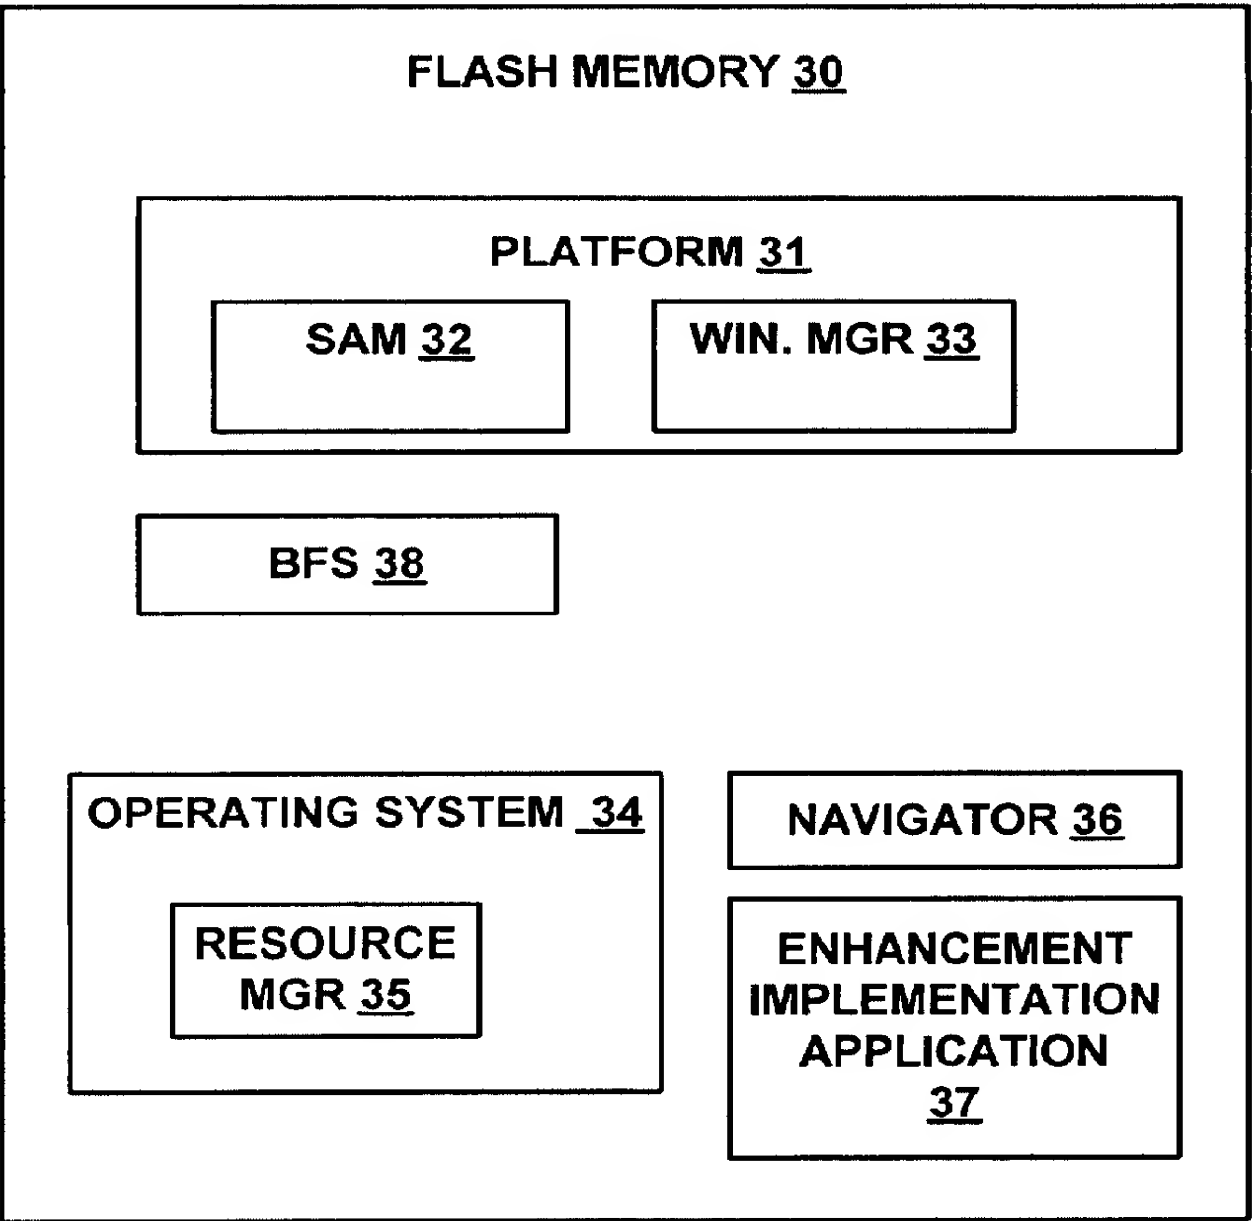 FLASH MEMORY 30
PLATFORM 31
SAM 32
WIN. MGR 33
BFS 38
OPERATING SYSTEM 34
RESOURCE
MGR 35
NAVIGATOR 36
ENHANCEMENT
IMPLEMENTATION
APPLICATION
37